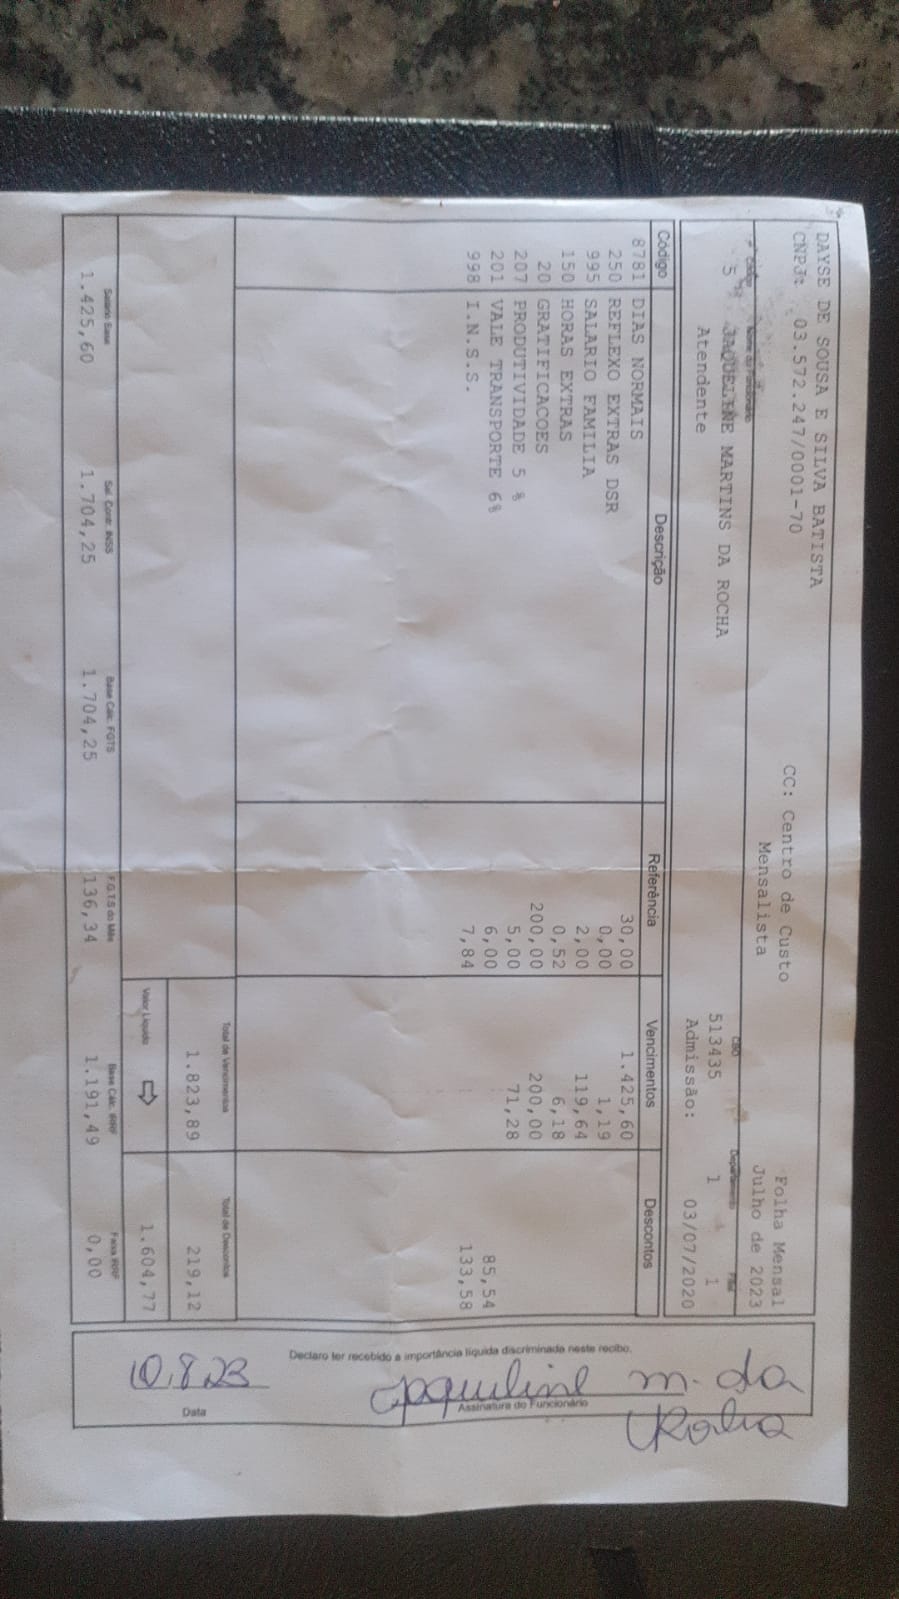 DAYSE DE SOUSA E SILVA BATISTA
CNPJ: 03.572.247/0001-70 CC: Centro de Custo Folha Mensal
Mensalista Julho de 2023
Código Nome do Funcionário CBO Departamento Filial
5 JAQUELINE MARTINS DA ROCHA 513435 1 1
Atendente Admissão: 03/07/2020
Código Descrição Referência Vencimentos Descontos
8781 DIAS NORMAIS 30,00 1.425,60
250 REFLEXO EXTRAS DSR 0,00 1,19
995 SALARIO FAMILIA 2,00 119,64
150 HORAS EXTRAS 0,52 6,18
20 GRATIFICACOES 200,00 200,00
207 PRODUTIVIDADE 5 % 5,00 71,28
201 VALE TRANSPORTE 6% 6,00 85,54
998 I.N.S.S. 7,84 133,58
Total de Vencimentos Total de Descontos
1.823,89 219,12
Valor Líquido 1.604,77
Salário Base Sal. Contr. INSS Base Cálc. FGTS F.G.T.S do Mês Base Cálc. IRRF Faixa IRRF
1.425,60 1.704,25 1.704,25 136,34 1.191,49 0,00
Declaro ter recebido a importância líquida discriminada neste recibo.
Jaqueline m. da Rocha
Assinatura do Funcionário
10.8.23
Data